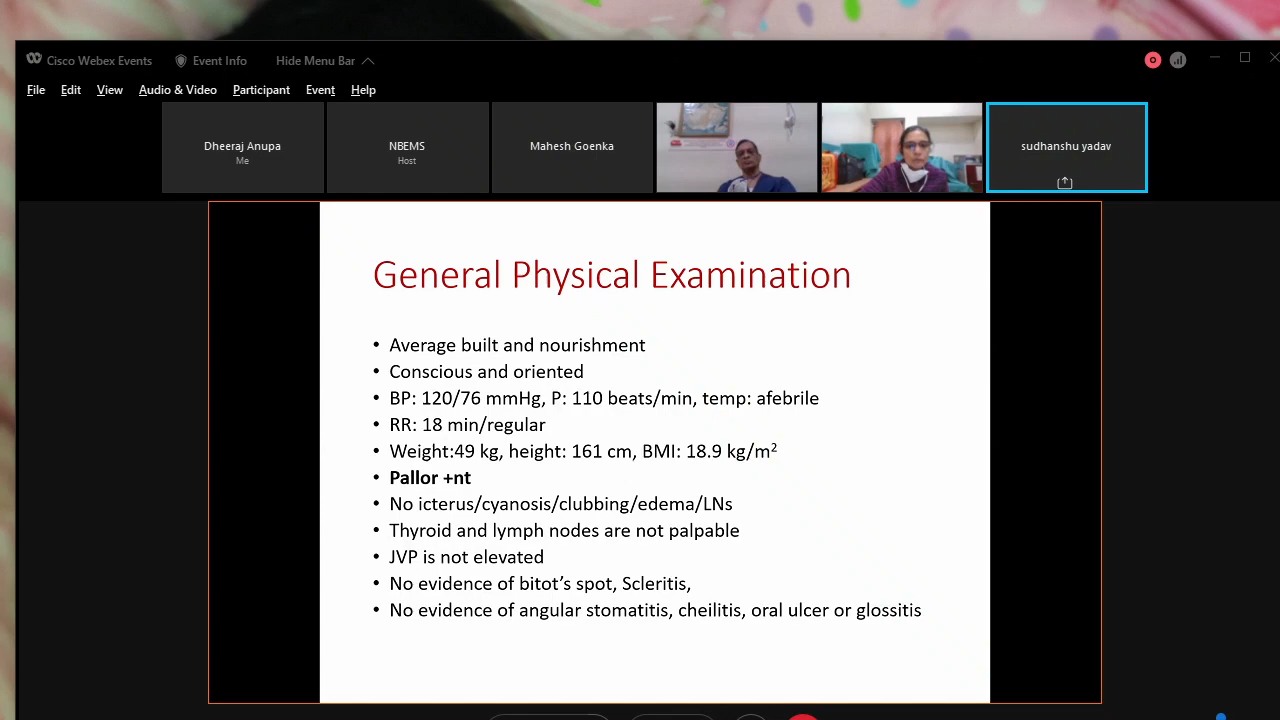 Cisco Webex Events Event Info Hide Menu Bar
File Edit View Audio & Video Participant Event Help
Dheeraj Anupa
Me
NBEMS
Host
Mahesh Goenka
sudhanshu yadav
General Physical Examination
• Average built and nourishment
• Conscious and oriented
• BP: 120/76 mmHg, P: 110 beats/min, temp: afebrile
• RR: 18 min/regular
• Weight:49 kg, height: 161 cm, BMI: 18.9 kg/m²
• Pallor +nt
• No icterus/cyanosis/clubbing/edema/LNs
• Thyroid and lymph nodes are not palpable
• JVP is not elevated
• No evidence of bitot’s spot, Scleritis,
• No evidence of angular stomatitis, cheilitis, oral ulcer or glossitis